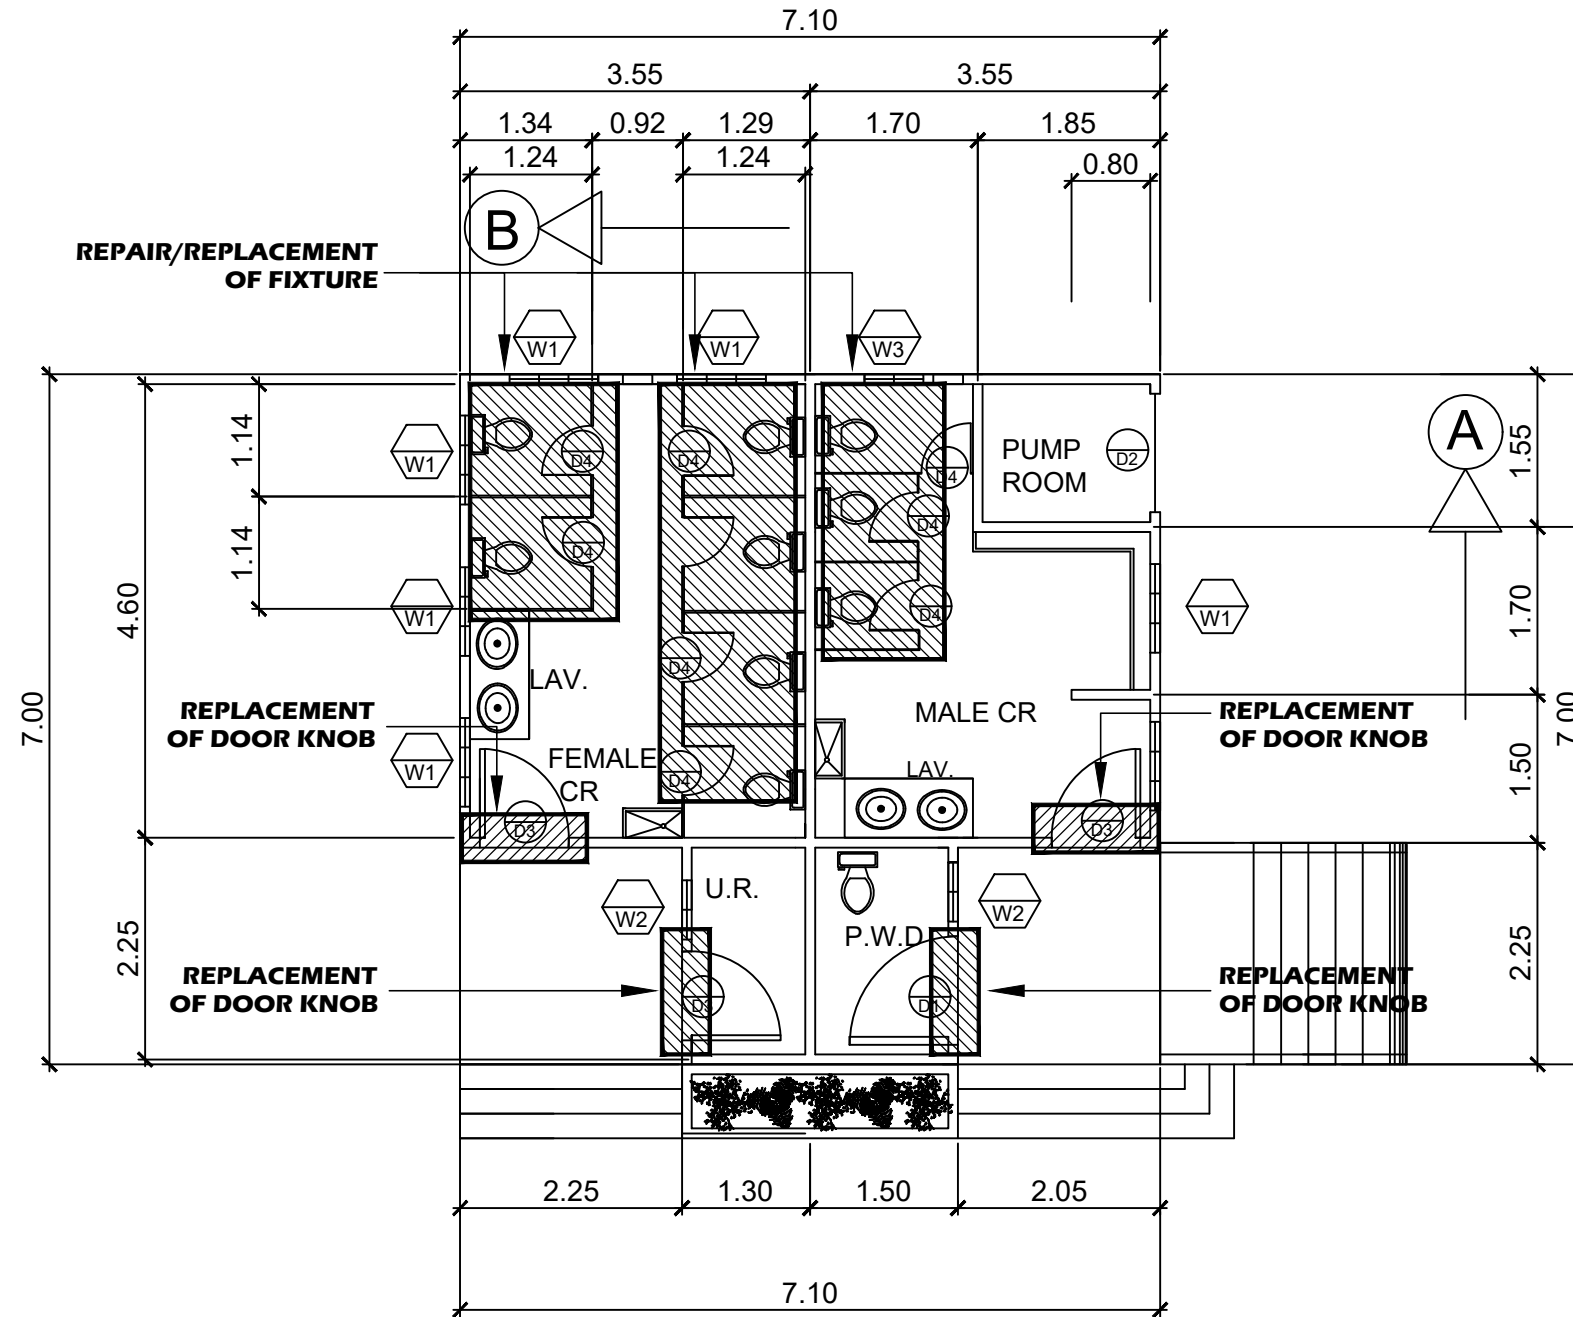 7.10
3.55 3.55
1.34 0.92 1.29 1.70 1.85
1.24 1.24 0.80
B
REPAIR/REPLACEMENT
OF FIXTURE
W1 W1 W3
A
1.14
W1
D4 D4
PUMP
ROOM
D2
D4
1.55
D4
D4
1.14
4.60
W1
D4
W1
1.70
7.00
LAV.
D4
REPLACEMENT
OF DOOR KNOB
MALE CR
REPLACEMENT
OF DOOR KNOB
7.00
W1
FEMALE
CR
D4
LAV.
1.50
D3
D3
2.25
U.R.
W2
W2
P.W.D
2.25
REPLACEMENT
OF DOOR KNOB
D3
D1
REPLACEMENT
OF DOOR KNOB
2.25 1.30 1.50 2.05
7.10